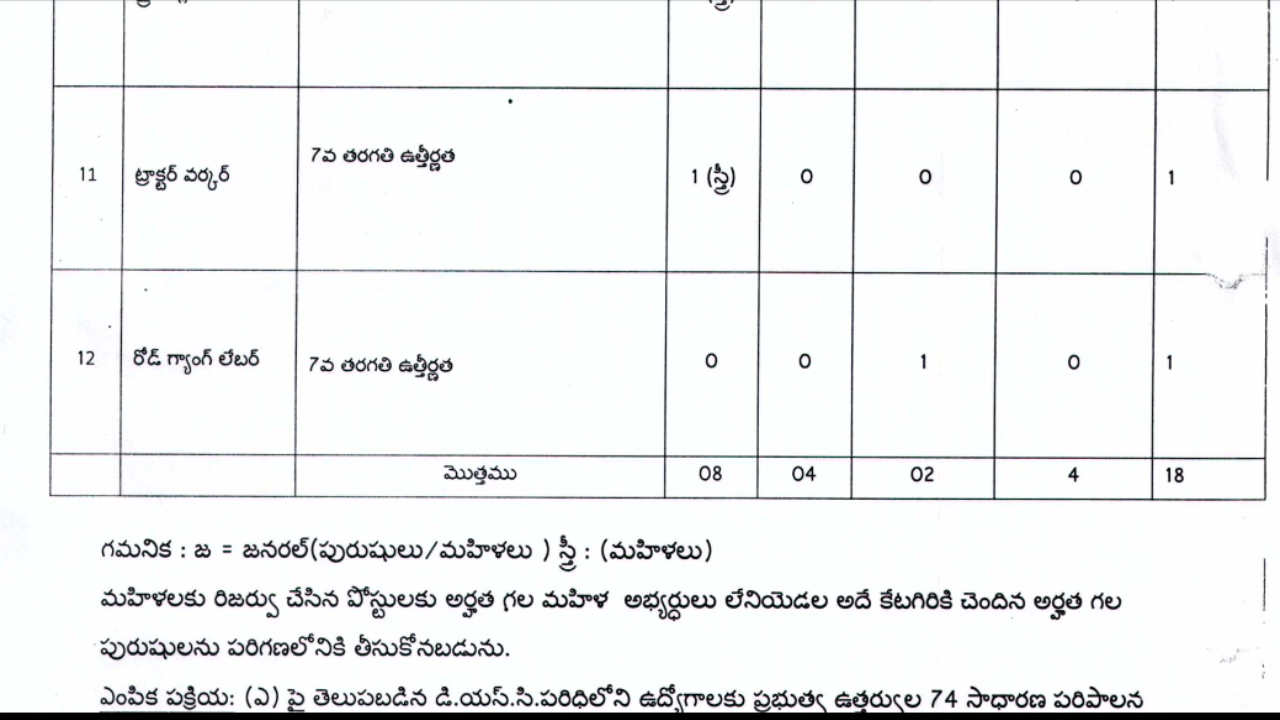 (స్త్రీ)
7వ తరగతి ఉత్తీర్ణత
11 ట్రాక్టర్ వర్కర్ 1 (స్త్రీ) 0 0 0 1
12 రోడ్ గ్యాంగ్ లేబర్ 7వ తరగతి ఉత్తీర్ణత 0 0 1 0 1
మొత్తము 08 04 02 4 18
గమనిక : జ = జనరల్(పురుషులు/మహిళలు ) స్త్రీ : (మహిళలు)
మహిళలకు రిజర్వు చేసిన పోస్టులకు అర్హత గల మహిళ అభ్యర్ధులు లేనియెడల అదే కేటగిరికి చెందిన అర్హత గల
పురుషులను పరిగణలోనికి తీసుకోనబడును.
ఎంపిక పక్రియ: (ఎ) పై తెలుపబడిన డి.యస్.సి.పరిధిలోని ఉద్యోగాలకు ప్రభుత్వ ఉత్తర్వుల 74 సాధారణ పరిపాలన